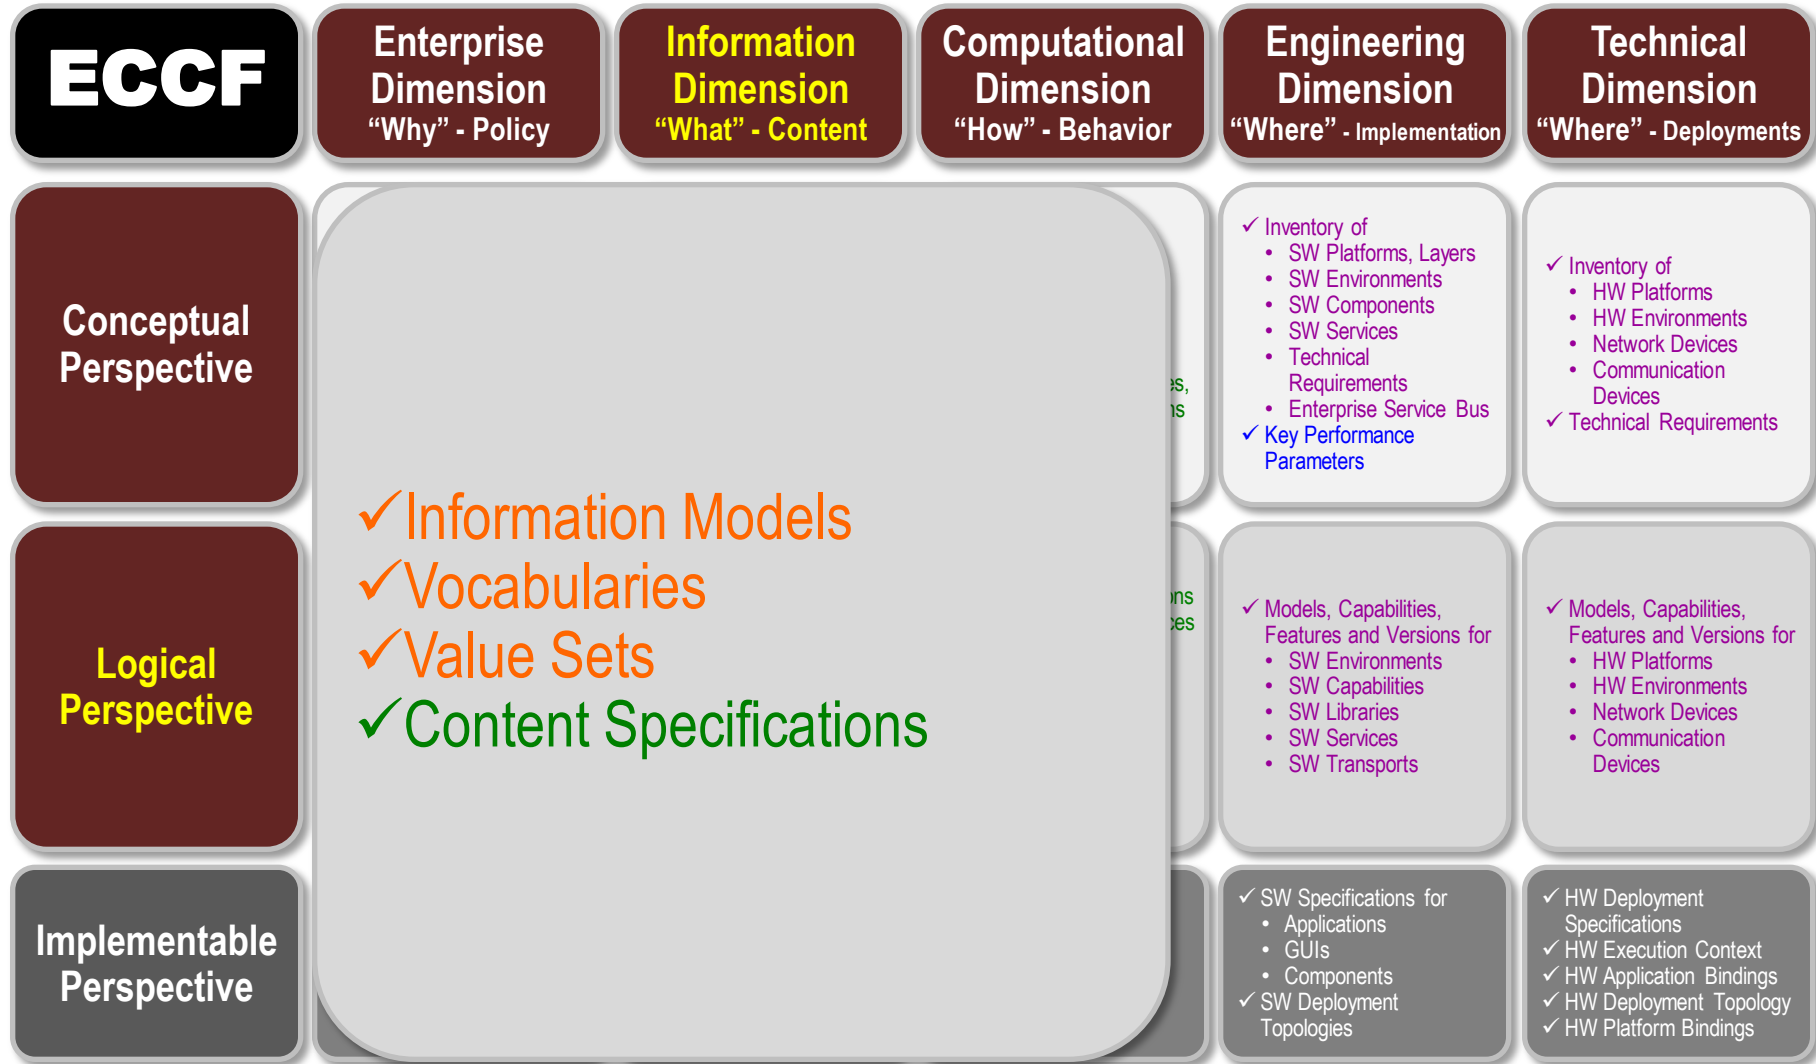 ECCF
Enterprise
Dimension
“Why” - Policy
Information
Dimension
“What” - Content
Computational
Dimension
“How” - Behavior
Engineering
Dimension
“Where” - Implementation
Technical
Dimension
“Where” - Deployments
Conceptual
Perspective
✓ Inventory of
• SW Platforms, Layers
• SW Environments
• SW Components
• SW Services
• Technical
Requirements
• Enterprise Service Bus
✓ Key Performance
Parameters
✓ Inventory of
• HW Platforms
• HW Environments
• Network Devices
• Communication
Devices
✓ Technical Requirements
✓Information Models
✓Vocabularies
✓Value Sets
✓Content Specifications
Logical
Perspective
✓ Models, Capabilities,
Features and Versions for
• SW Environments
• SW Capabilities
• SW Libraries
• SW Services
• SW Transports
✓ Models, Capabilities,
Features and Versions for
• HW Platforms
• HW Environments
• Network Devices
• Communication
Devices
Implementable
Perspective
✓ SW Specifications for
• Applications
• GUIs
• Components
✓ SW Deployment
Topologies
✓ HW Deployment
Specifications
✓ HW Execution Context
✓ HW Application Bindings
✓ HW Deployment Topology
✓ HW Platform Bindings